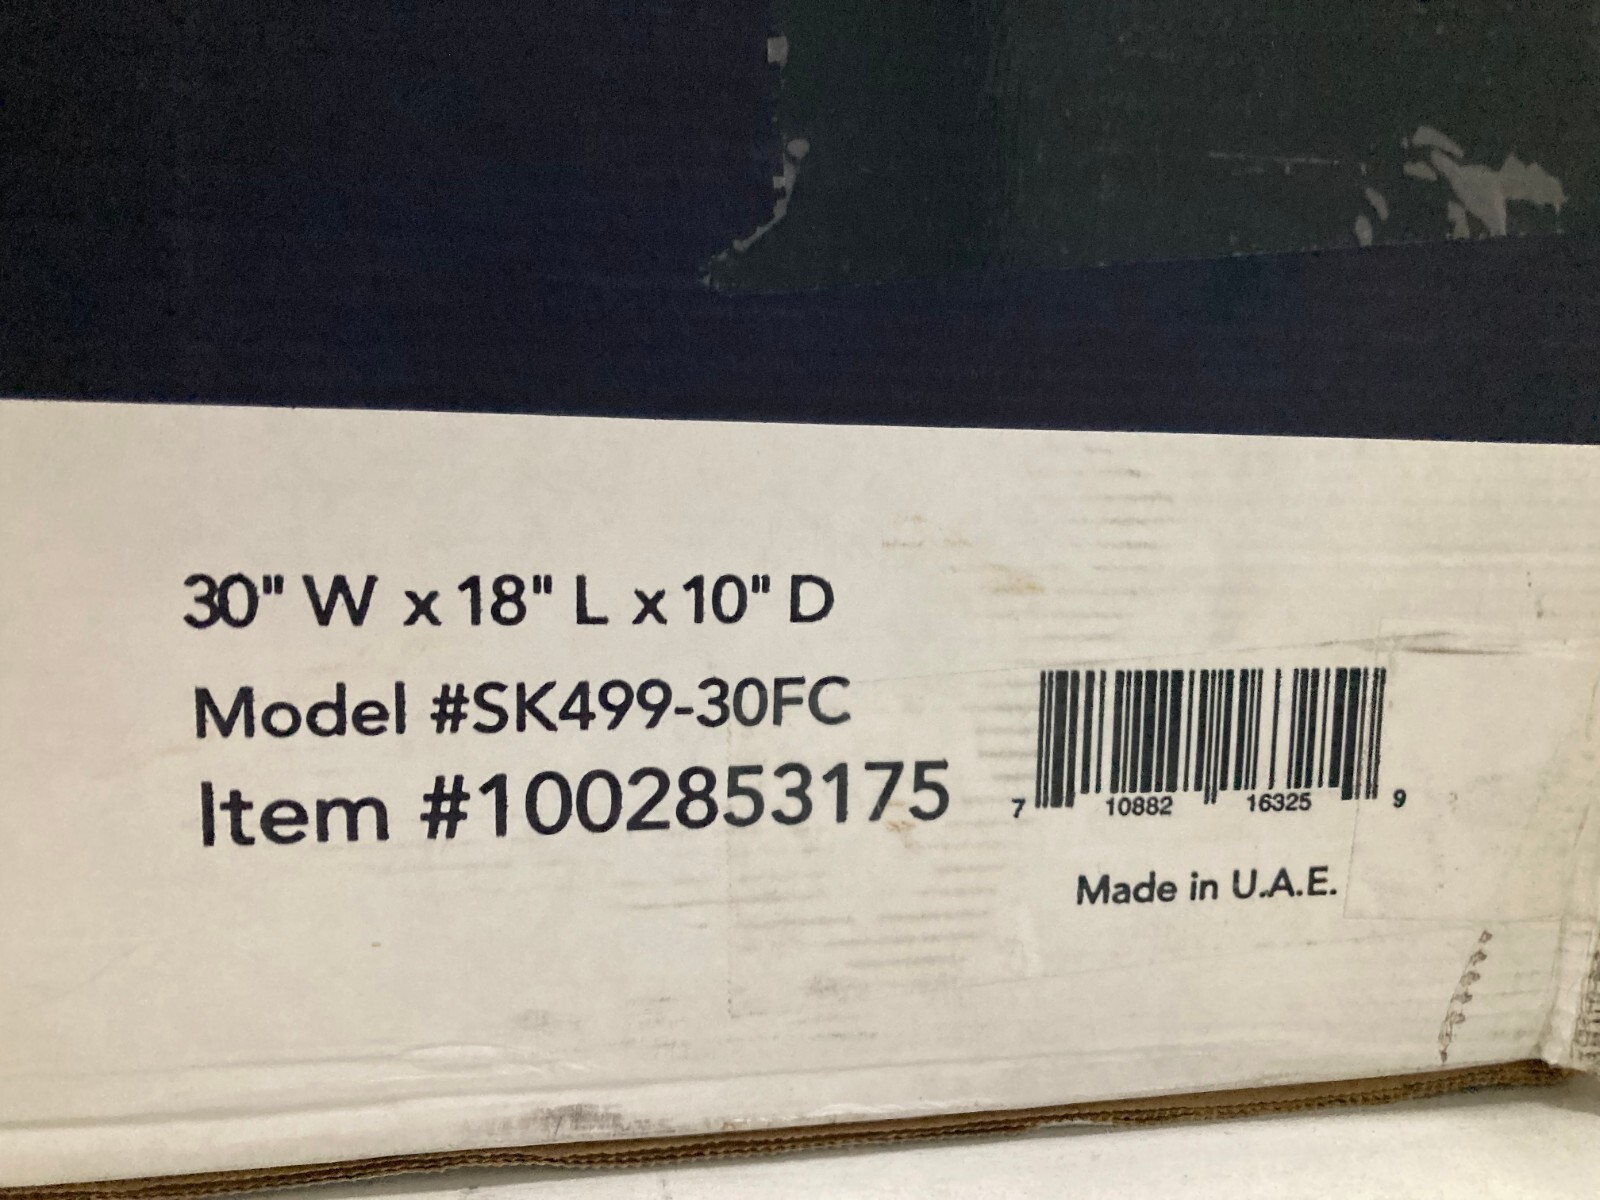 30" W x 18" L x 10" D
Model #SK499-30FC
Item #1002853175
7 10882 16325 9
Made in U.A.E.